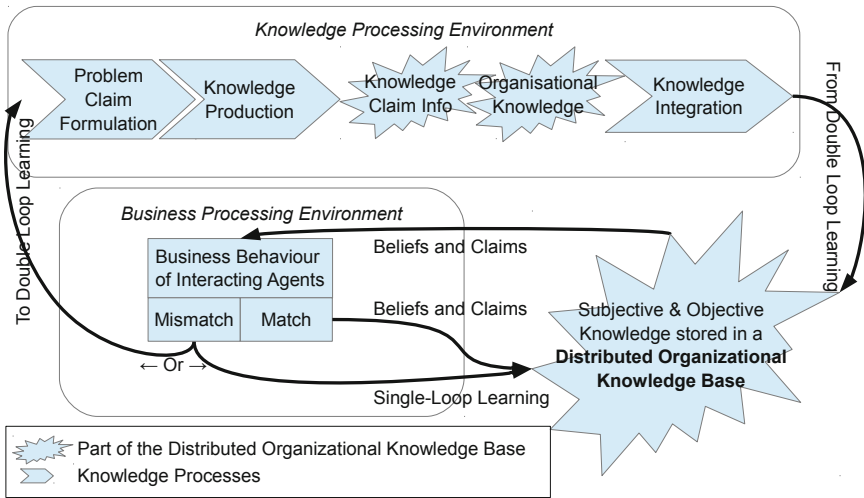 Knowledge Processing Environment
Problem
Claim
Formulation
Knowledge
Production
Knowledge
Claim Info
Organisational
Knowledge
Knowledge
Integration
To Double Loop Learning
From Double Loop Learning
Business Processing Environment
Business Behaviour
of Interacting Agents
Mismatch
Match
← Or →
Beliefs and Claims
Beliefs and Claims
Single-Loop Learning
Subjective & Objective
Knowledge stored in a
Distributed Organizational
Knowledge Base
Part of the Distributed Organizational Knowledge Base
Knowledge Processes